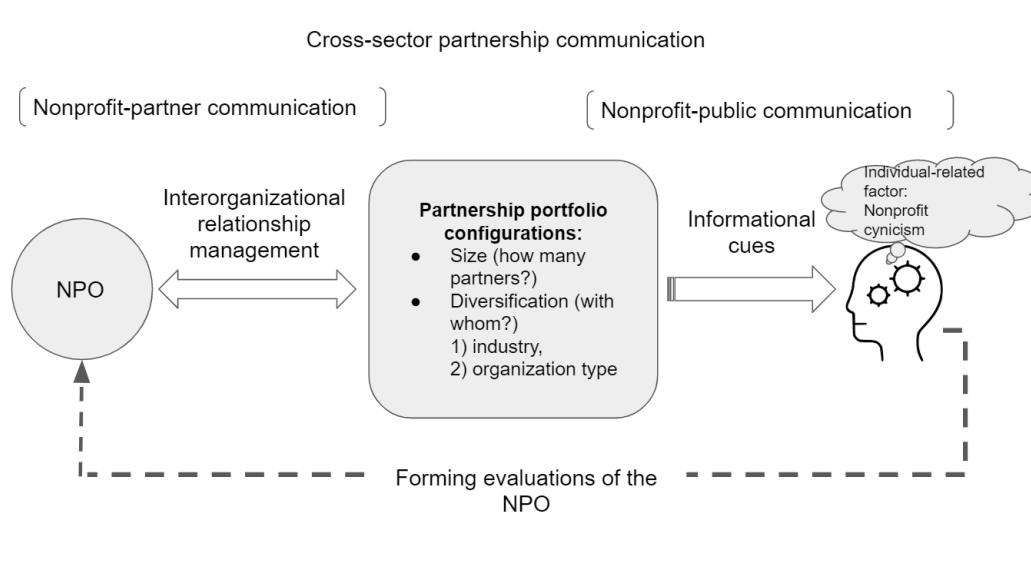 Cross-sector partnership communication
Nonprofit-partner communication
Nonprofit-public communication
Interorganizational
relationship
management
NPO
Partnership portfolio
configurations:
● Size (how many
partners?)
● Diversification (with
whom?)
1) industry,
2) organization type
Informational
cues
Individual-related
factor:
Nonprofit
cynicism
Forming evaluations of the
NPO